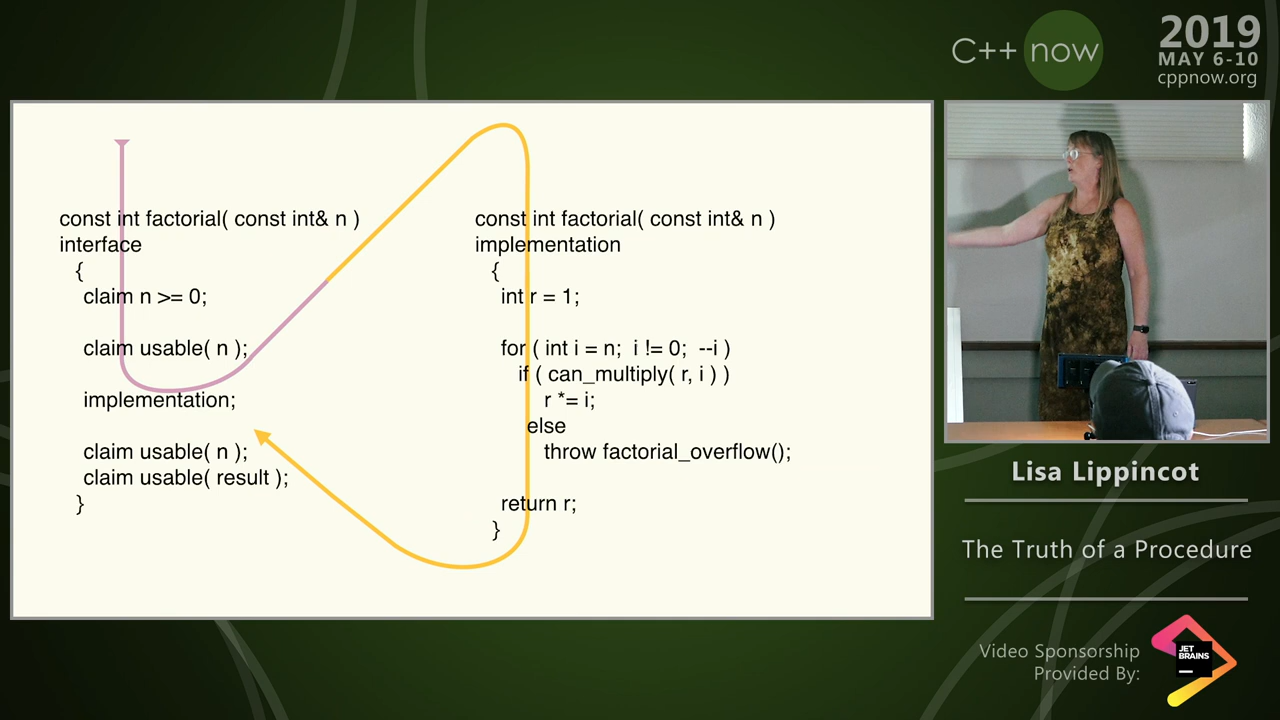 C++ now
2019
MAY 6-10
cppnow.org
const int factorial( const int& n )
interface
{
claim n >= 0;
claim usable( n );
implementation;
claim usable( n );
claim usable( result );
}
const int factorial( const int& n )
implementation
{
int r = 1;
for ( int i = n; i != 0; --i )
if ( can_multiply( r, i ) )
r *= i;
else
throw factorial_overflow();
return r;
}
Lisa Lippincot
The Truth of a Procedure
Video Sponsorship
Provided By:
JET
BRAINS